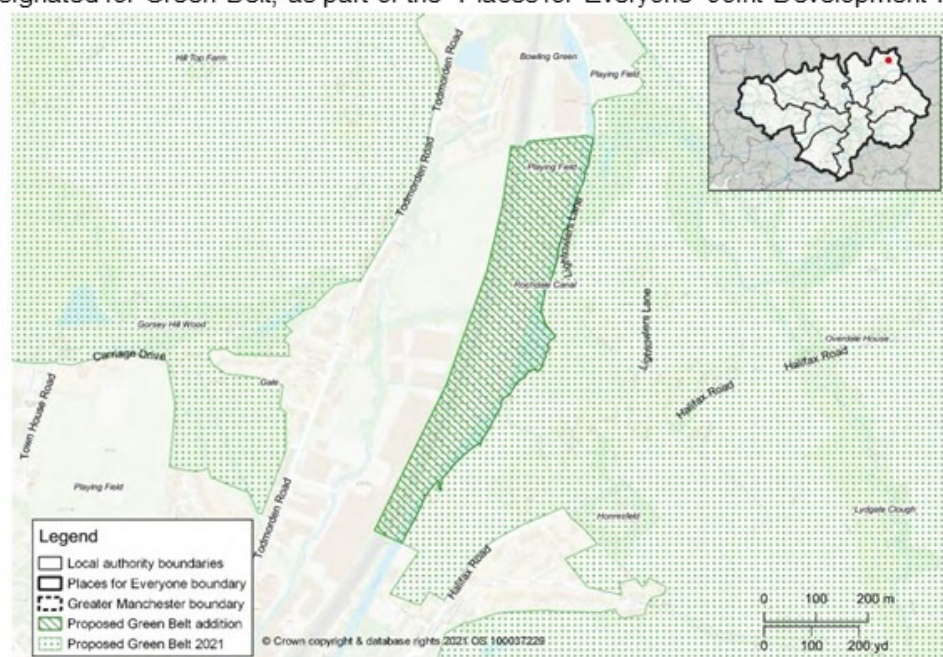 signated for Green Belt, as part of the "Places for Everyone" Joint Development
Hill Top Farm
Todmorden Road
Bowling Green
Playing Field
Todmorden Road
Playing Field
Lightowlers Lane
Rochdale Canal
Lightowlers Lane
Gorsey Hill Wood
Carriage Drive
Overdale House
Halifax Road
Gale
Halifax Road
Town House Road
Playing Field
Todmorden Road
Honresfeld
Lydgate Clough
Halifax Road
Legend
Local authority boundaries
Places for Everyone boundary
Greater Manchester boundary
Proposed Green Belt addition
Proposed Green Belt 2021
© Crown copyright & database rights 2021 OS 100037229
0 100 200 m
0 100 200 yd